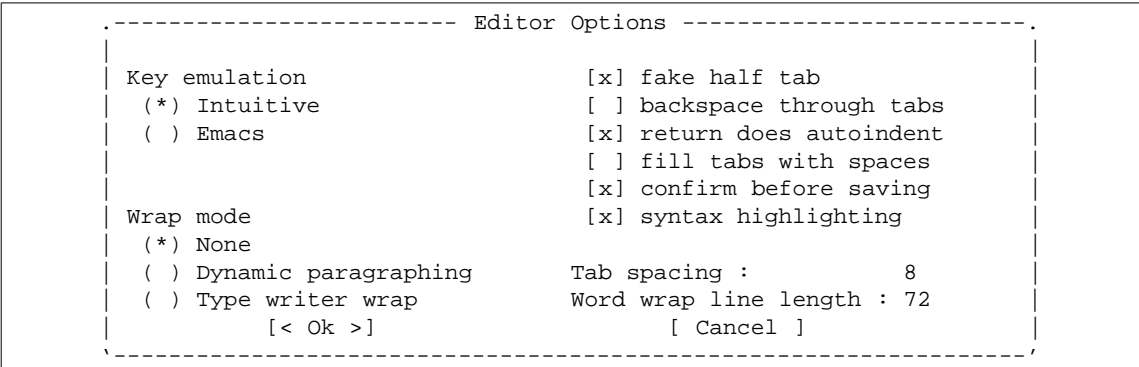 .------------------------- Editor Options -------------------------.
|                                                                  |
| Key emulation                    [x] fake half tab               |
|  (*) Intuitive                   [ ] backspace through tabs      |
|  ( ) Emacs                       [x] return does autoindent      |
|                                  [ ] fill tabs with spaces       |
|                                  [x] confirm before saving       |
| Wrap mode                        [x] syntax highlighting         |
|  (*) None                                                        |
|  ( ) Dynamic paragraphing       Tab spacing :           8        |
|  ( ) Type writer wrap           Word wrap line length : 72       |
|           [< Ok >]                     [ Cancel ]                |
‘------------------------------------------------------------------’